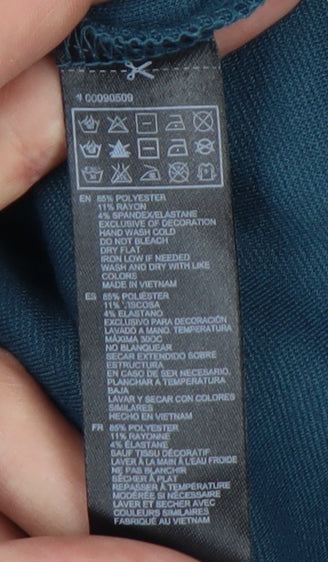 00090509
EN 85% POLYESTER
11% RAYON
4% SPANDEX/ELASTANE
EXCLUSIVE OF DECORATION
HAND WASH COLD
DO NOT BLEACH
DRY FLAT
IRON LOW IF NEEDED
WASH AND DRY WITH LIKE
COLORS
MADE IN VIETNAM
ES 85% POLIÉSTER
11% VISCOSA
4% ELASTANO
EXCLUSIVO PARA DECORACIÓN
LAVADO A MANO. TEMPERATURA
MÁXIMA 30OC
NO BLANQUEAR
SECAR EXTENDIDO SOBRE
ESTRUCTURA
EN CASO DE SER NECESARIO,
PLANCHAR A TEMPERATURA
BAJA
LAVAR Y SECAR CON COLORES
SIMILARES
HECHO EN VIETNAM
FR 85% POLYESTER
11% RAYONNE
4% ÉLASTANE
SAUF TISSU DÉCORATIF
LAVER À LA MAIN À L'EAU FROIDE
NE PAS BLANCHIR
SÉCHER À PLAT
REPASSER À TEMPÉRATURE
MODÉRÉE SI NÉCESSAIRE
LAVER ET SECHER AVEC
COULEURS SIMILAIRES
FABRIQUÉ AU VIETNAM